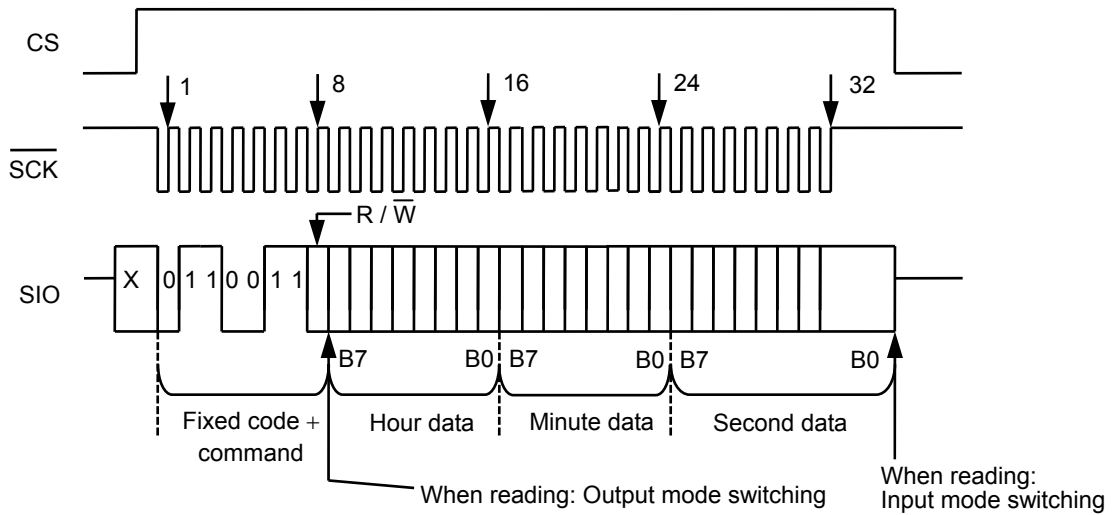 CS
1 8 16 24 32
SCK
R / W
SIO
X 0 1 1 0 0 1 1
B7 B0 B7 B0 B7 B0
Fixed code +
command
Hour data
Minute data
Second data
When reading: Output mode switching
When reading:
Input mode switching